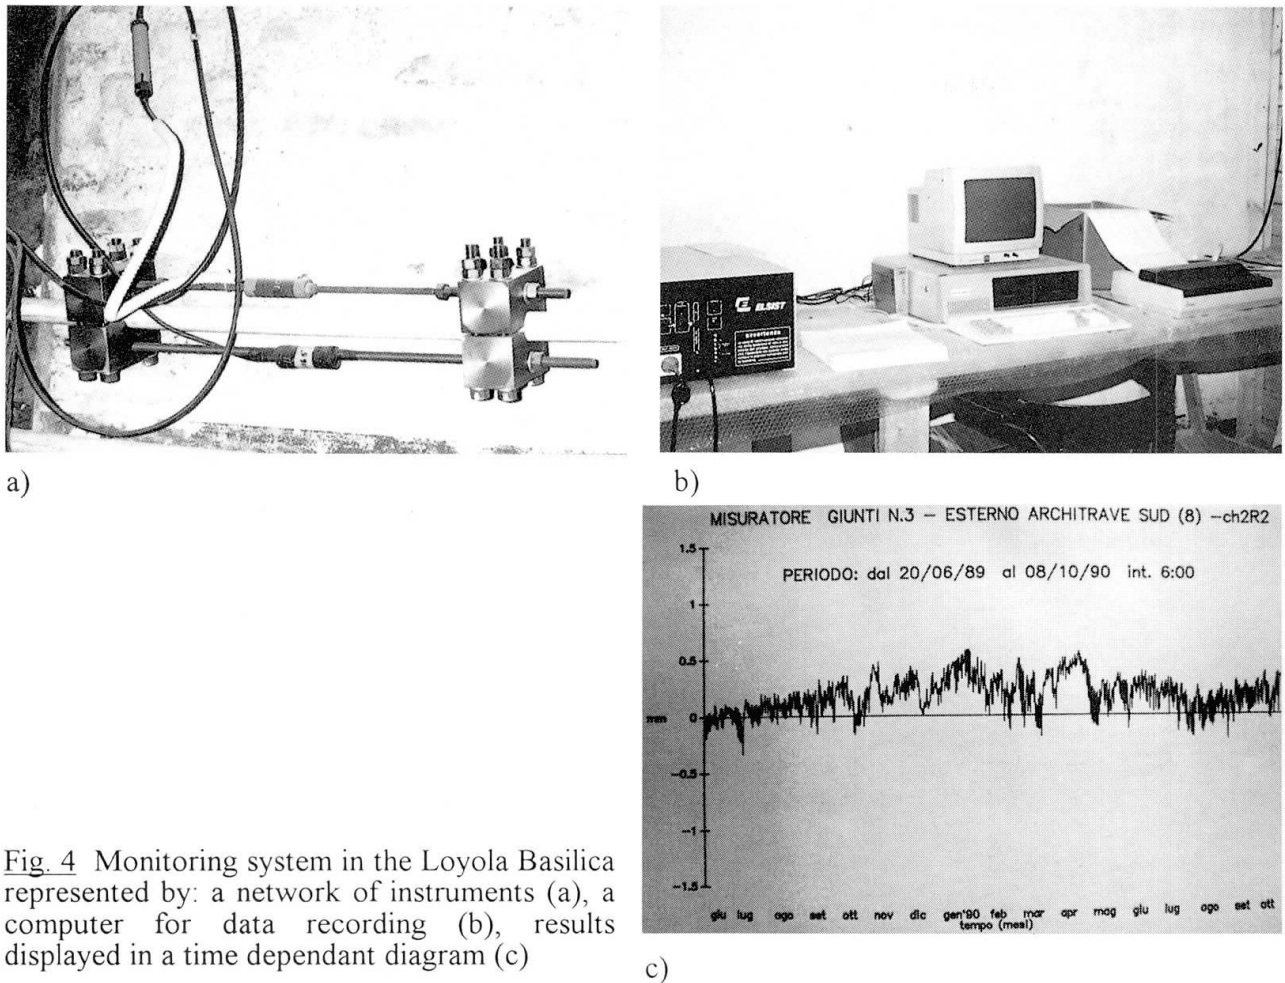 ELSIST
Avvertenza
a)
b)
MISURATORE GIUNTI N.3 – ESTERNO ARCHITRAVE SUD (8) –ch2R2
PERIODO: dal 20/06/89 al 08/10/90 int. 6:00
1.5
1
0.5
mm 0
-0.5
-1
-1.5
giu lug ago set ott nov dic gen'90 feb mar apr mag giu lug ago set ott
tempo (mesi)
c)
Fig. 4 Monitoring system in the Loyola Basilica
represented by: a network of instruments (a), a
computer for data recording (b), results
displayed in a time dependant diagram (c)